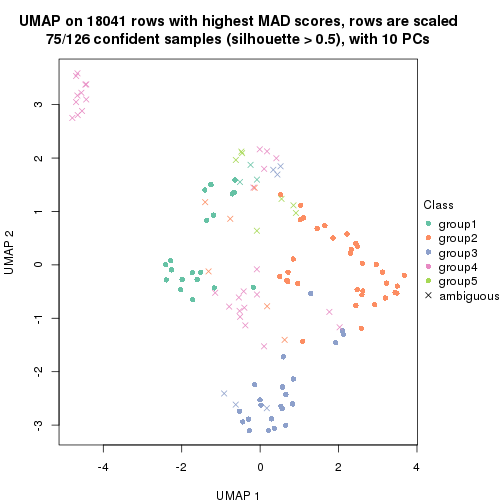 UMAP on 18041 rows with highest MAD scores, rows are scaled
75/126 confident samples (silhouette > 0.5), with 10 PCs
3
2
1
0
-1
-2
-3
UMAP 2
-4
-2
0
2
4
UMAP 1
Class
group1
group2
group3
group4
group5
ambiguous